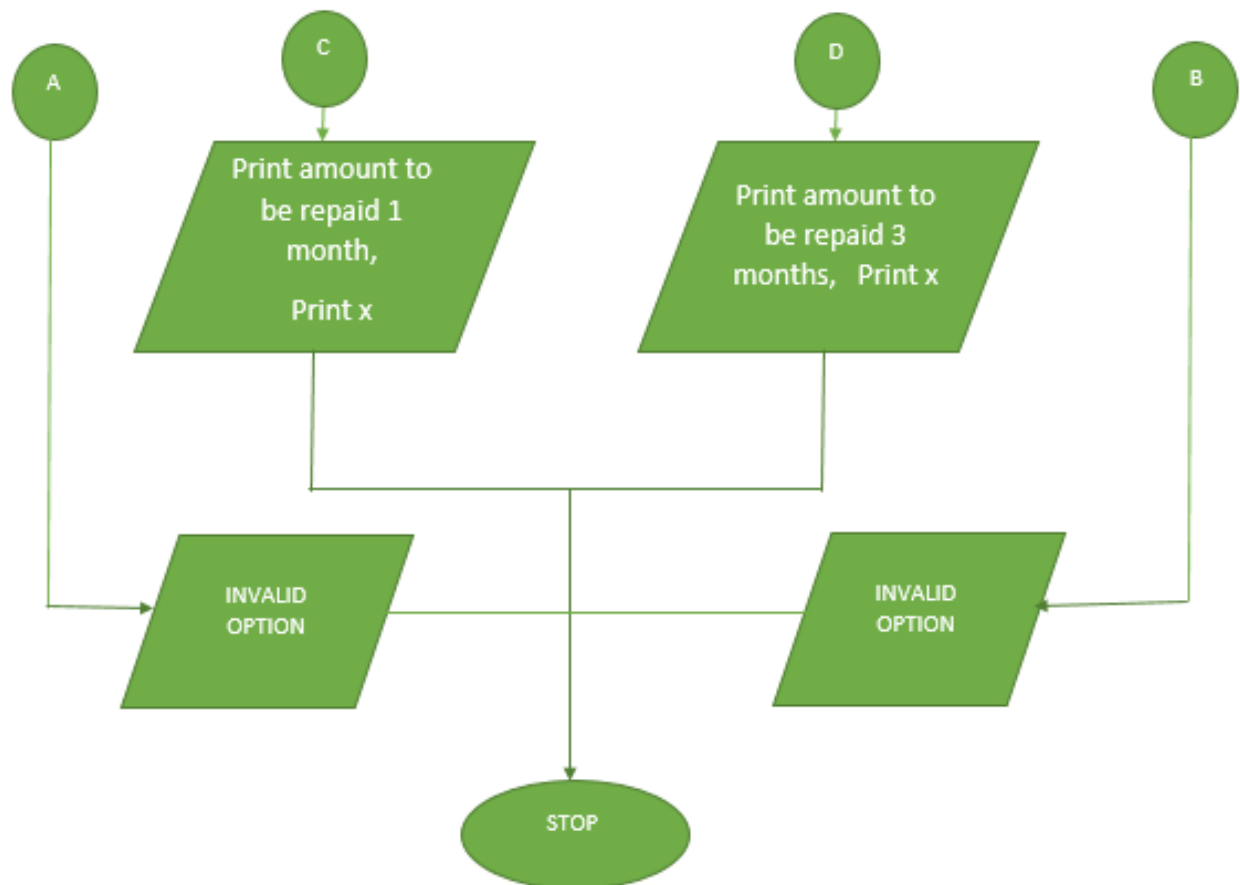 A
C
D
B
Print amount to
be repaid 1
month,
Print x
Print amount to
be repaid 3
months, Print x
INVALID
OPTION
INVALID
OPTION
STOP